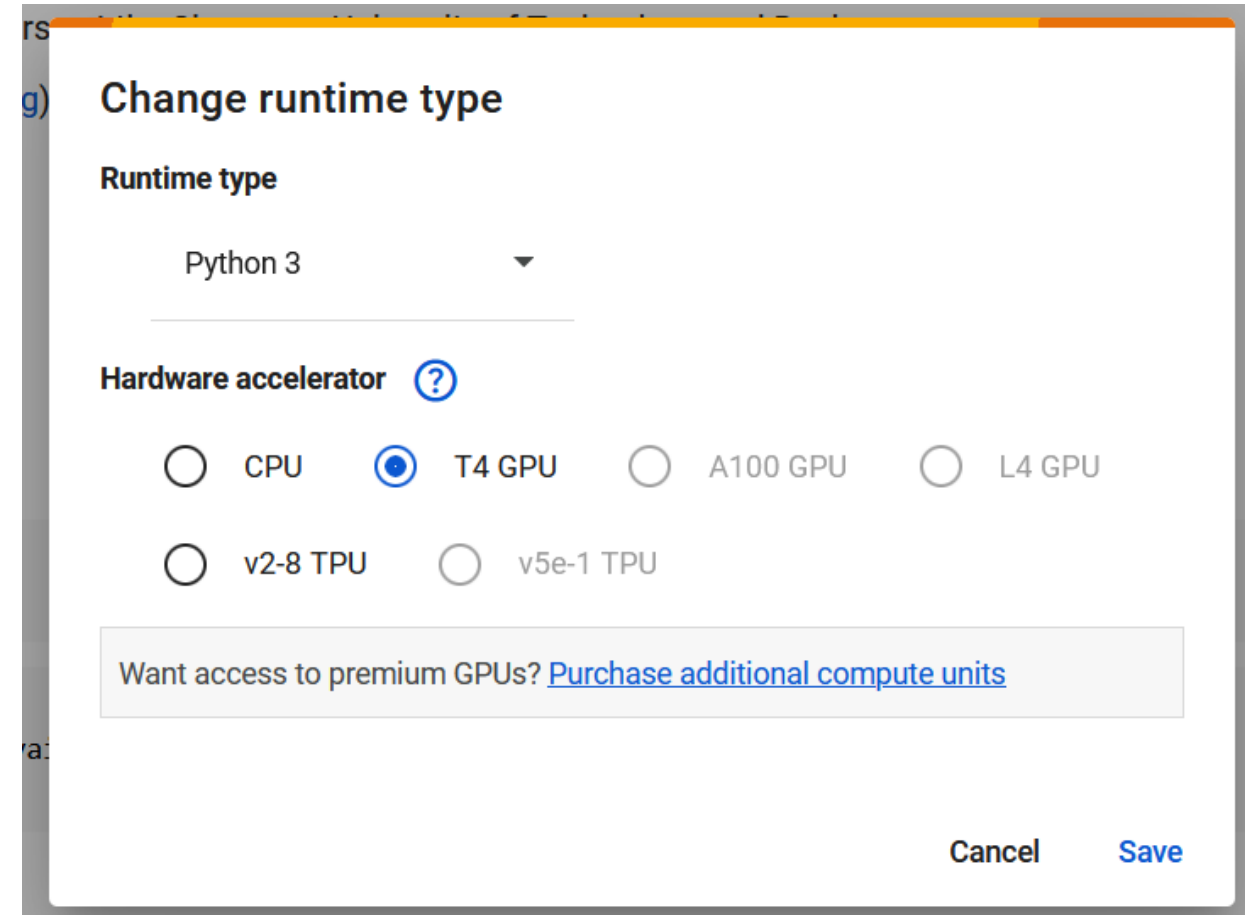 rs
g)
Change runtime type
Runtime type
Python 3
Hardware accelerator ?
CPU T4 GPU A100 GPU L4 GPU
v2-8 TPU v5e-1 TPU
Want access to premium GPUs? Purchase additional compute units
Cancel Save